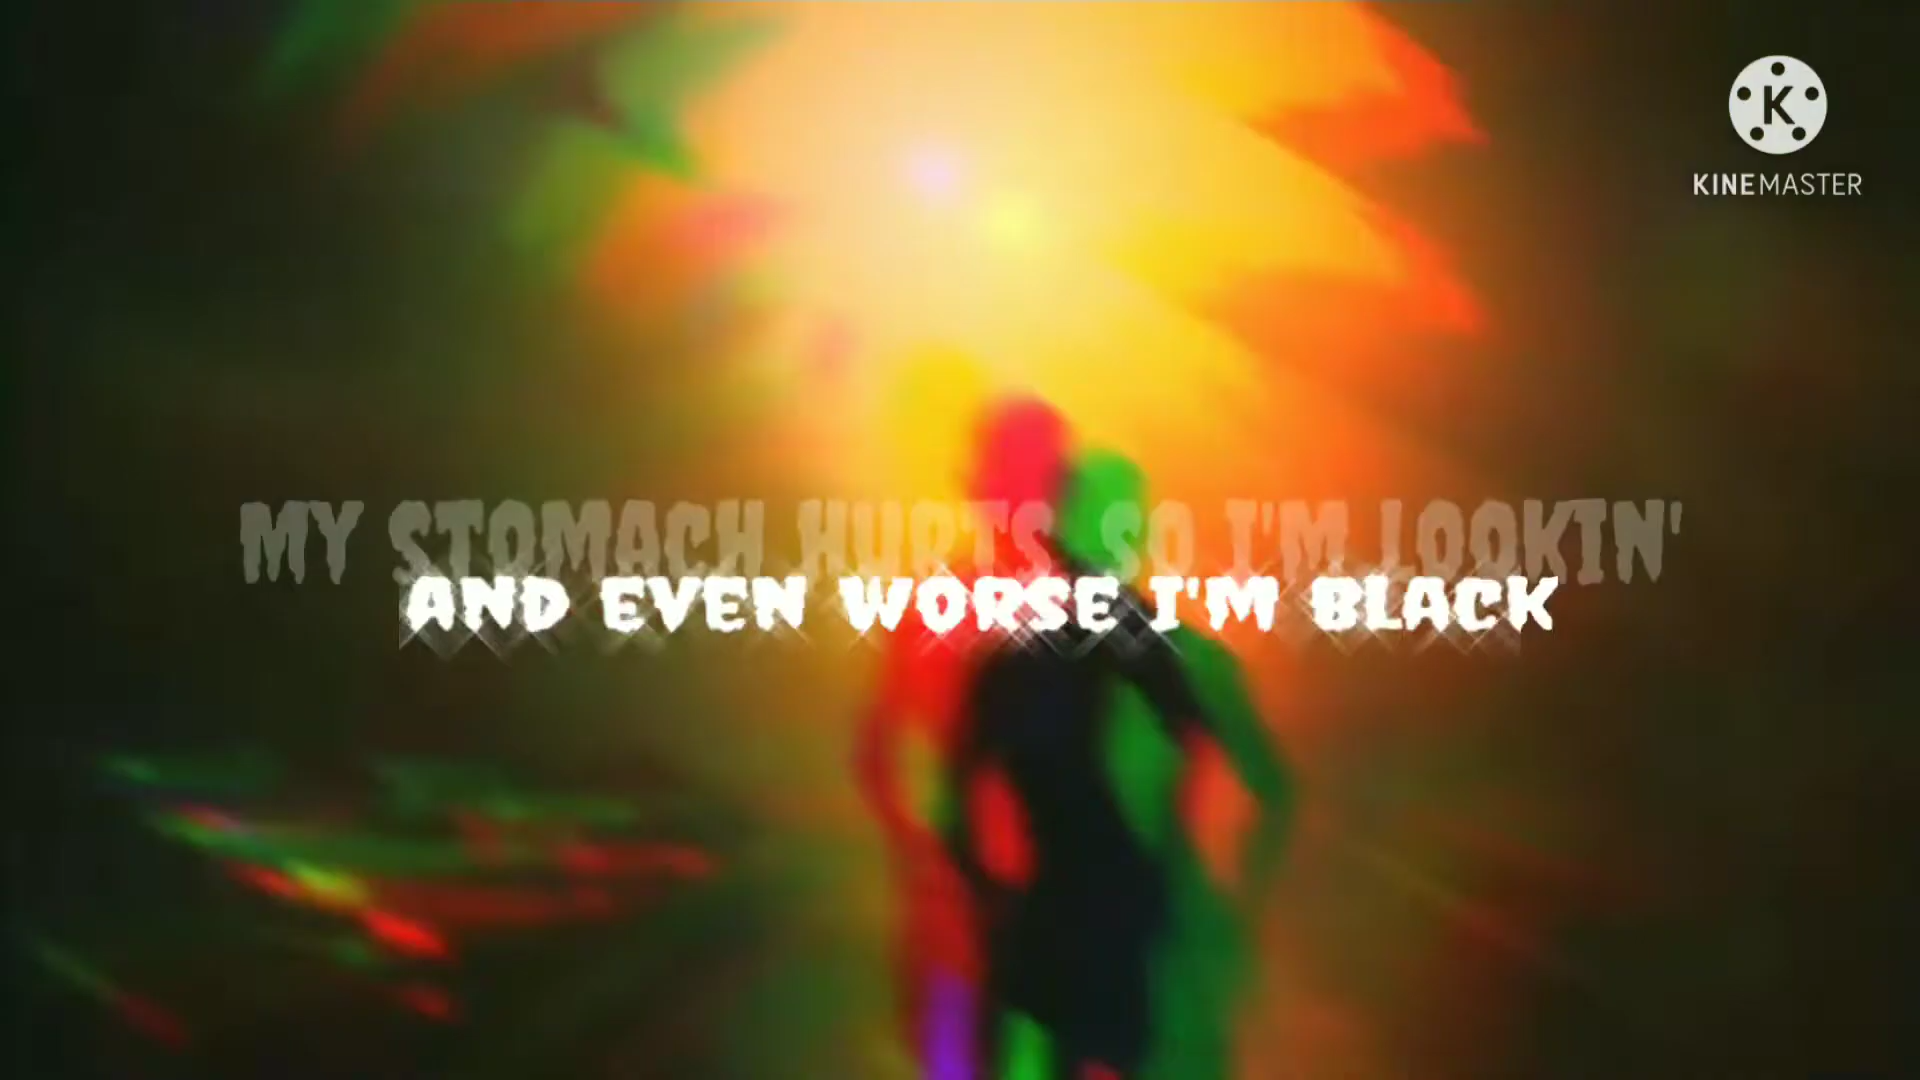 K
KINEMASTER
MY STOMACH HURTS, SO I'M LOOKIN'
AND EVEN WORSE I'M BLACK